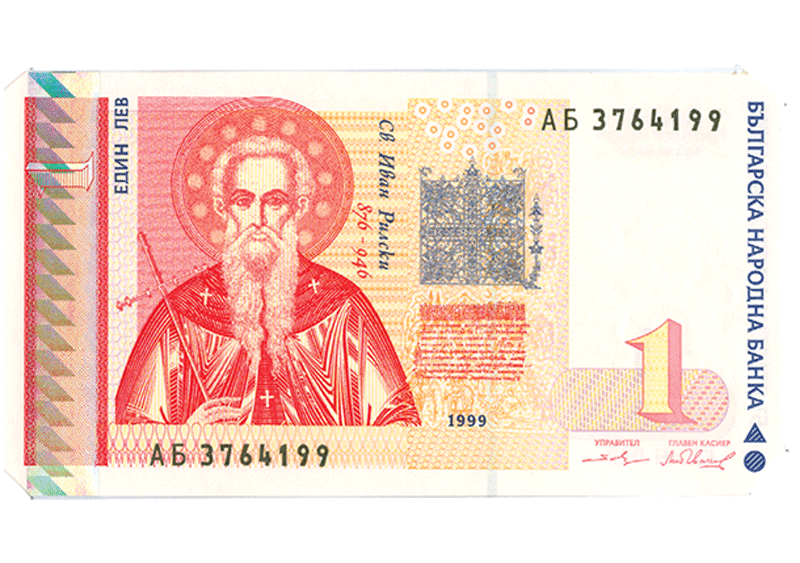 ЕДИН ЛЕВ
1
Св Иван Рилски
876 - 946
АБ 3764199
БЪЛГАРСКА НАРОДНА БАНКА
1
1999
УПРАВИТЕЛ
ГЛАВЕН КАСИЕР
АБ 3764199